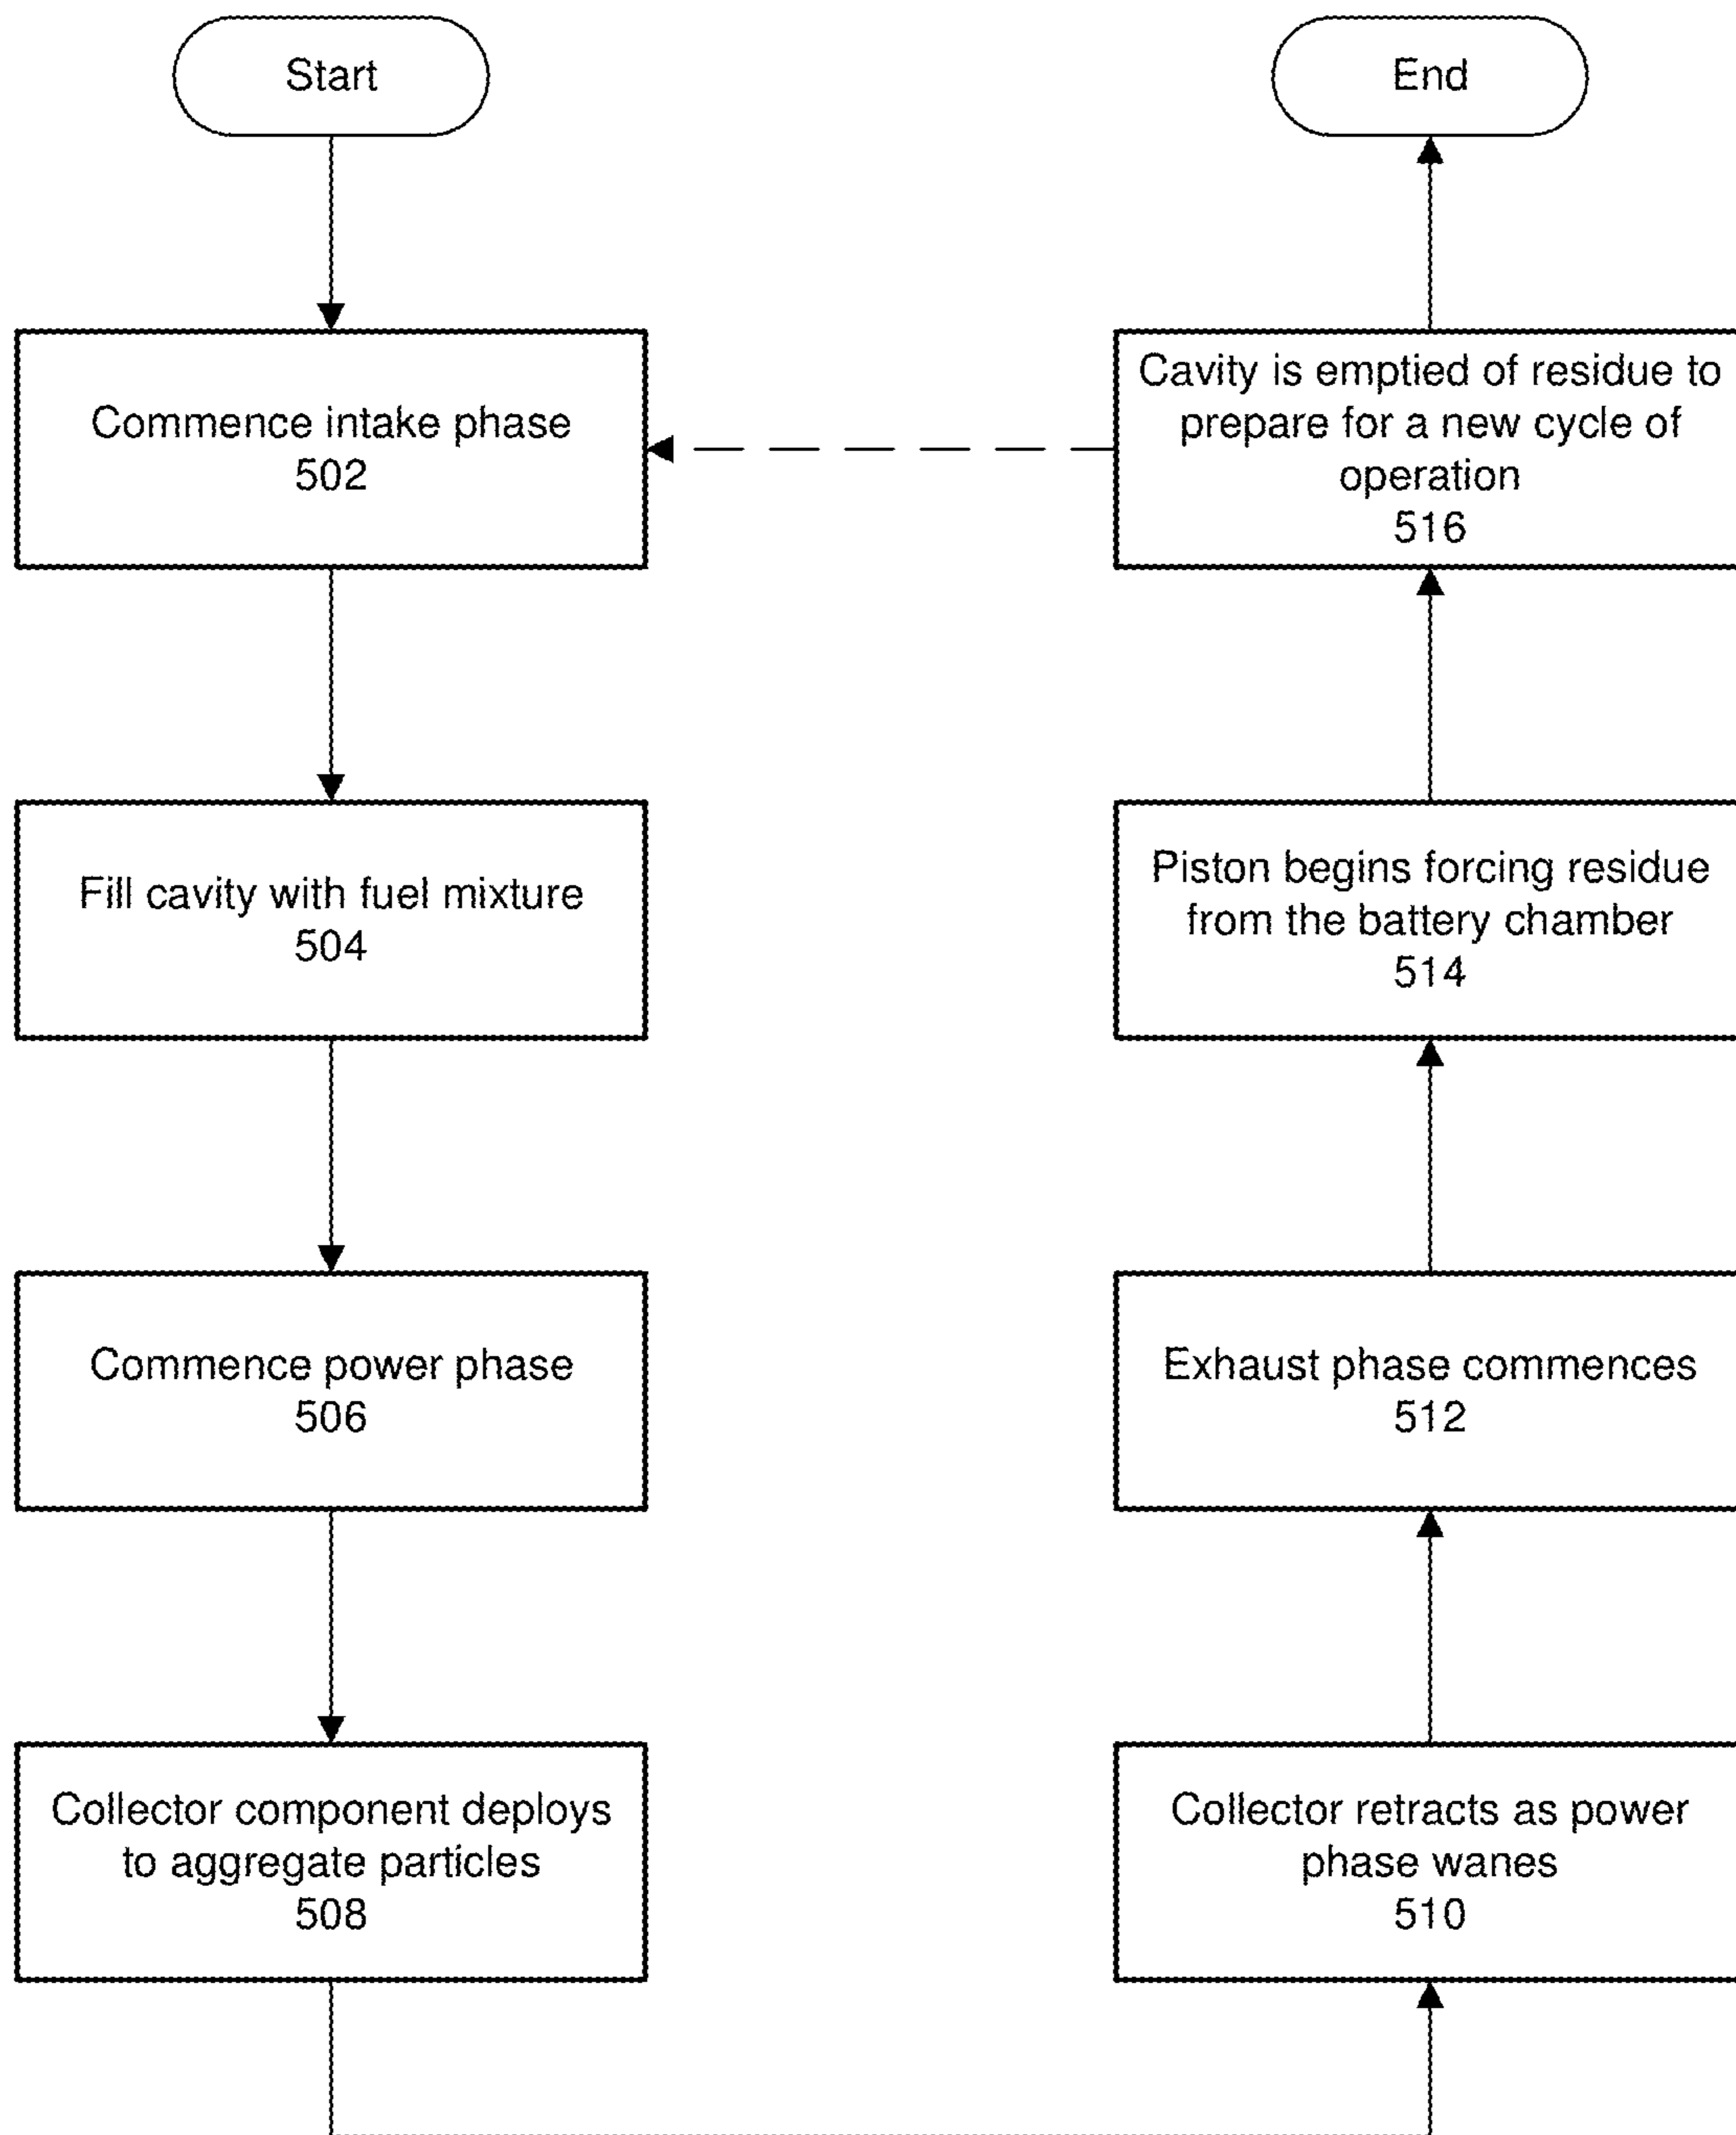 Start
Commence intake phase
502
Fill cavity with fuel mixture
504
Commence power phase
506
Collector component deploys
to aggregate particles
508
Collector retracts as power
phase wanes
510
Exhaust phase commences
512
Piston begins forcing residue
from the battery chamber
514
Cavity is emptied of residue to
prepare for a new cycle of
operation
516
End